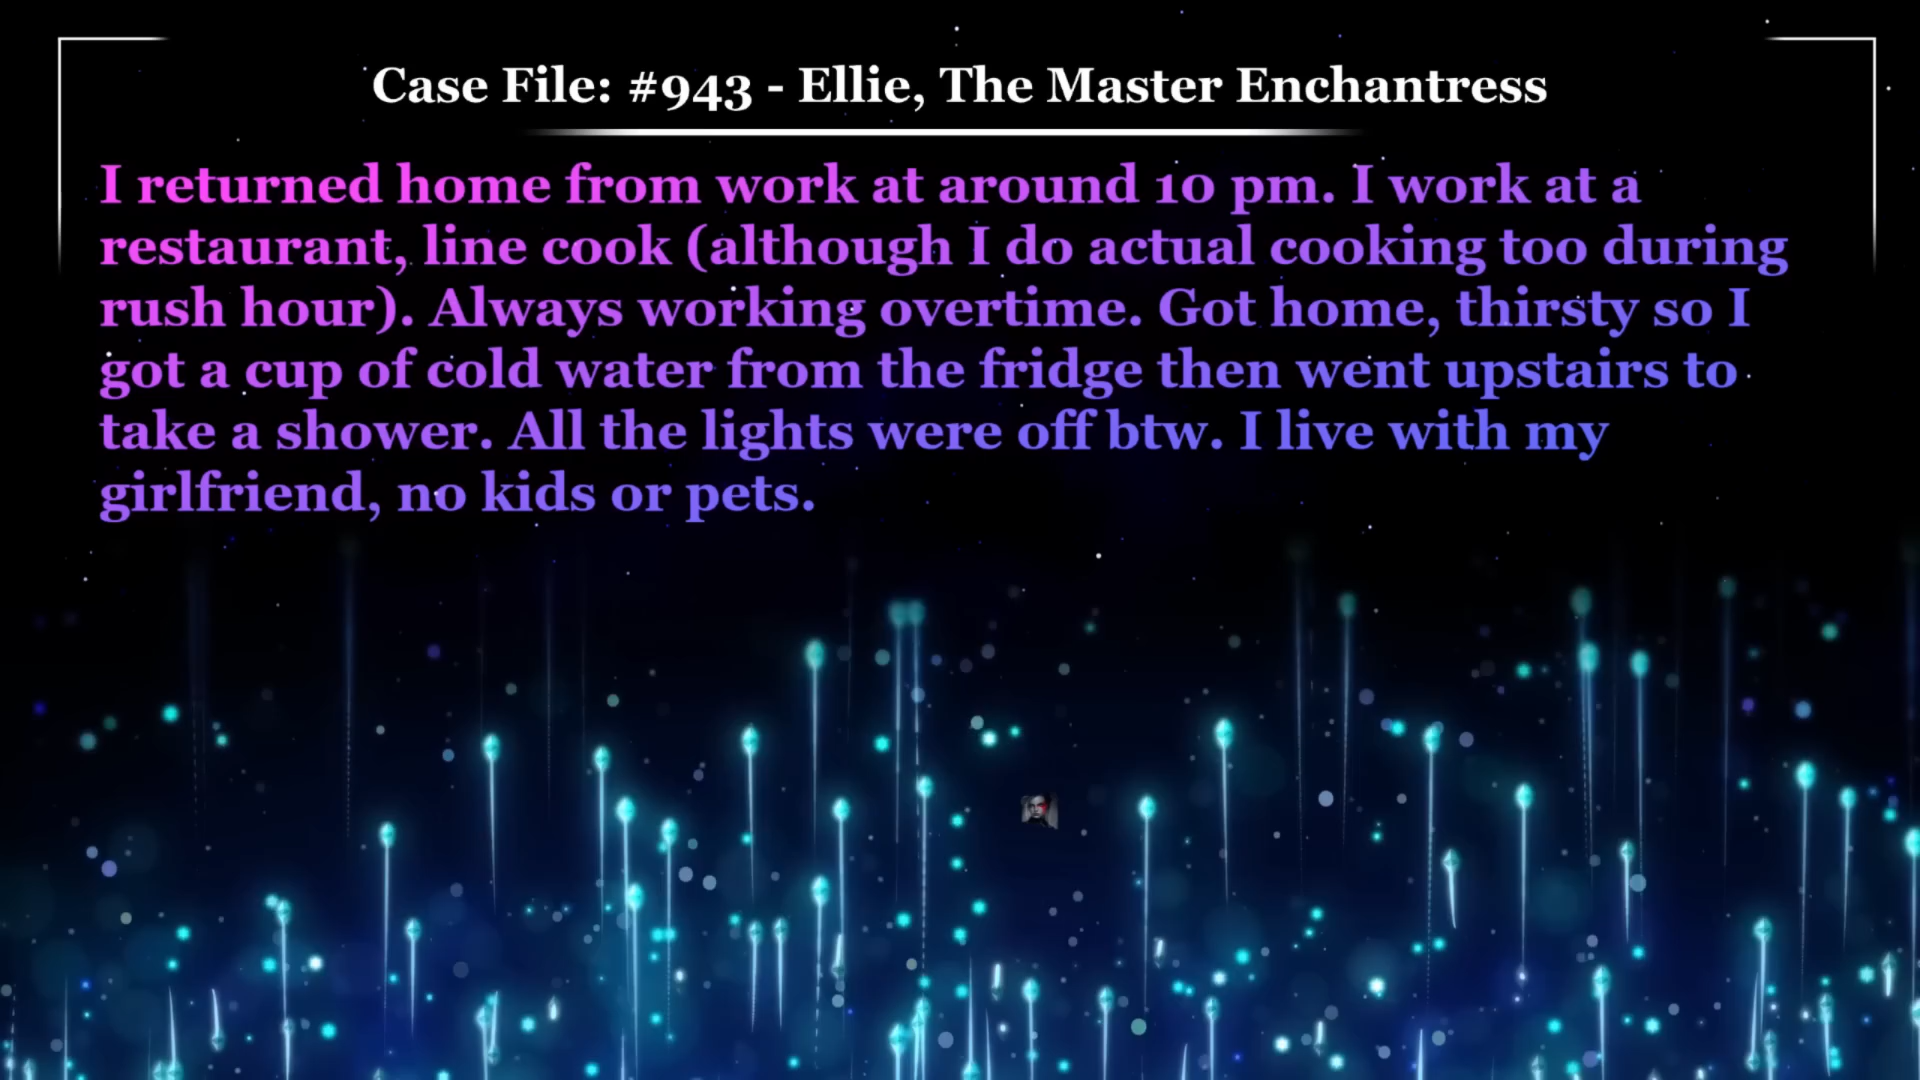 Case File: #943 - Ellie, The Master Enchantress
I returned home from work at around 10 pm. I work at a
restaurant, line cook (although I do actual cooking too during
rush hour). Always working overtime. Got home, thirsty so I
got a cup of cold water from the fridge then went upstairs to
take a shower. All the lights were off btw. I live with my
girlfriend, no kids or pets.